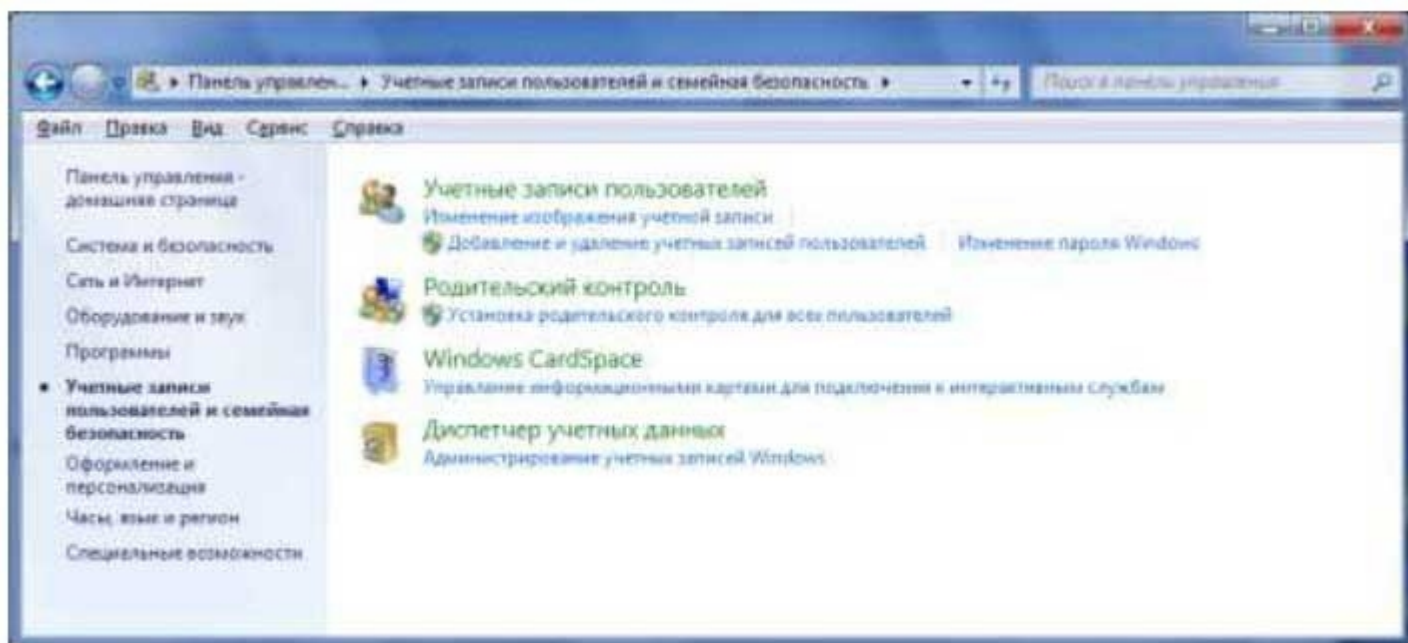 Панель управлен... Учетные записи пользователей и семейная безопасность
Поиск в панель управления
Файл Правка Вид Сервис Справка
Панель управления -
домашняя страница
Система и безопасность
Сеть и Интернет
Оборудование и звук
Программы
Учетные записи
пользователей и семейная
безопасность
Оформление и
персонализация
Часы, язык и регион
Специальные возможности
Учетные записи пользователей
Изменение изображения учетной записи
Добавление и удаление учетных записей пользователей Изменение пароля Windows
Родительский контроль
Установка родительского контроля для всех пользователей
Windows CardSpace
Управление информационными картами для подключения к интерактивным службам
Диспетчер учетных данных
Администрирование учетных записей Windows